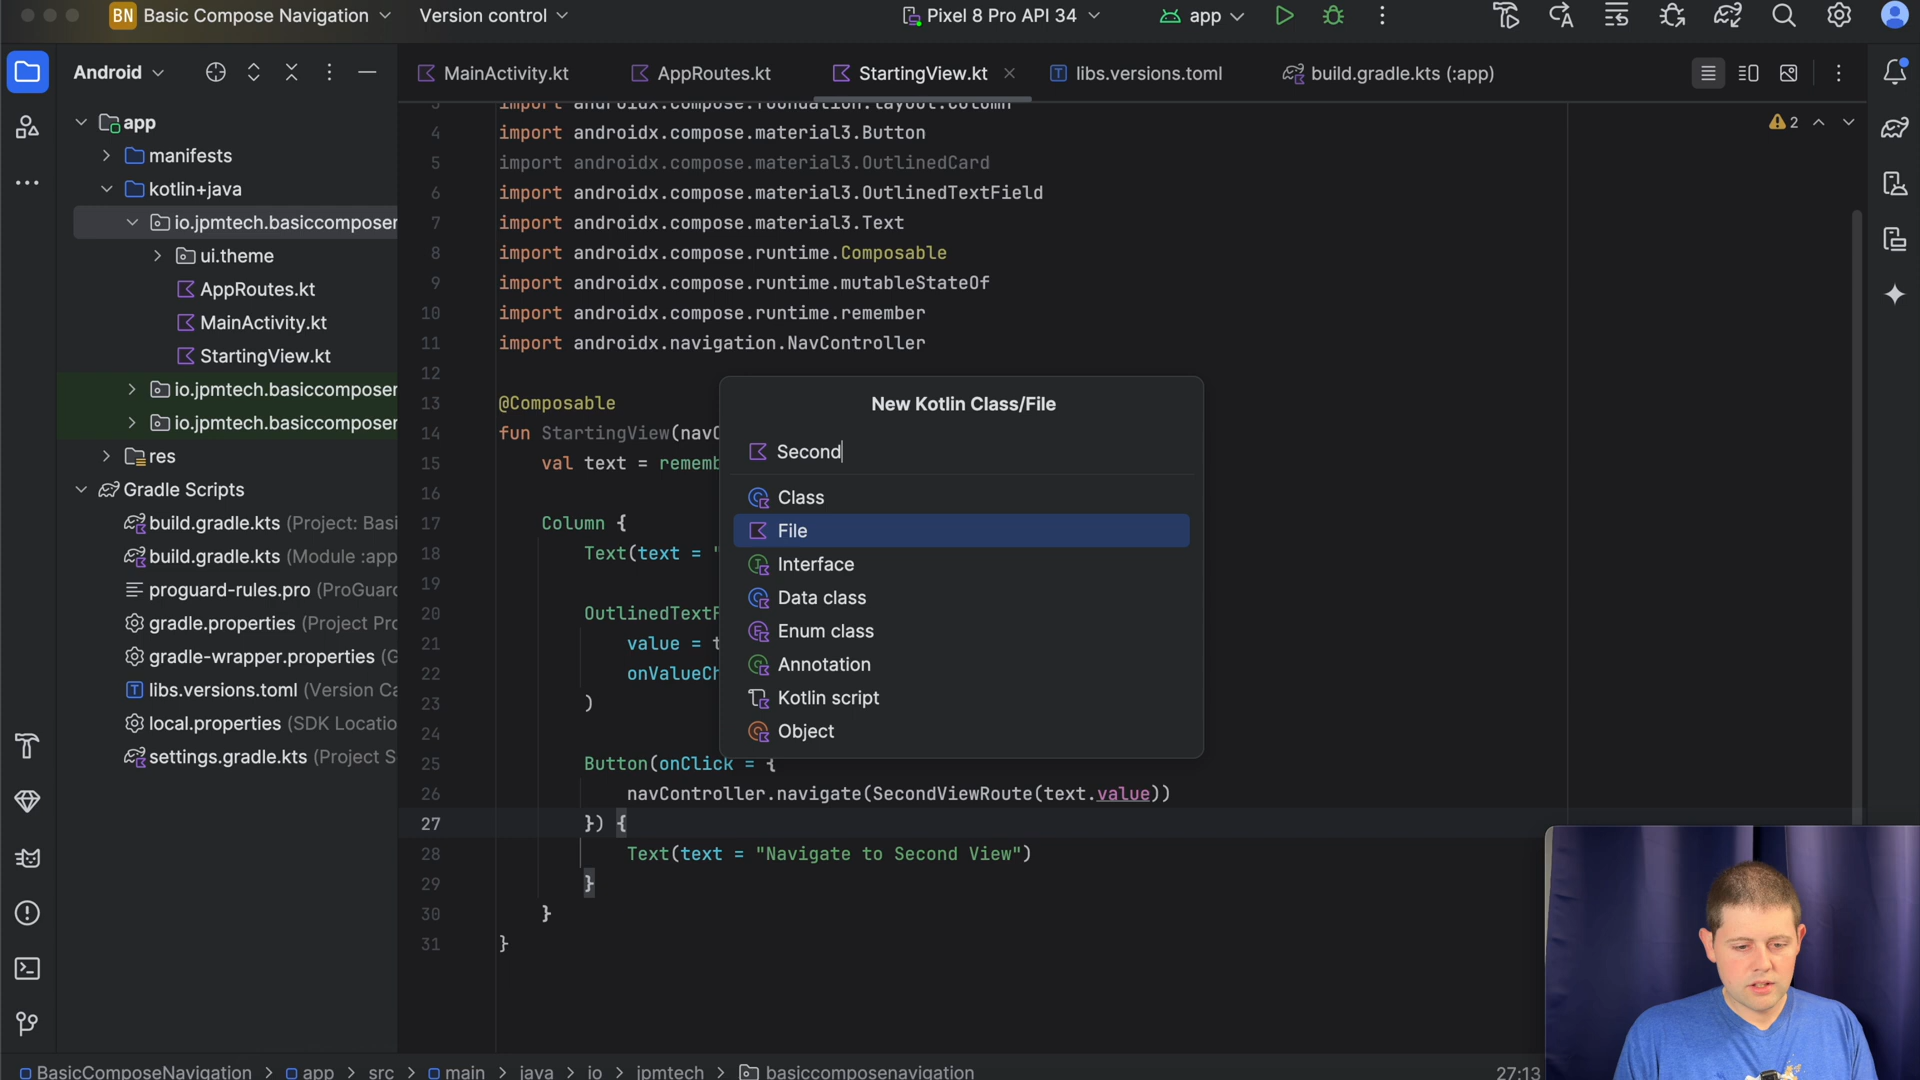 BN Basic Compose Navigation
Version control
Pixel 8 Pro API 34
app
Android
MainActivity.kt
AppRoutes.kt
StartingView.kt
libs.versions.toml
build.gradle.kts (:app)
app
manifests
kotlin+java
io.jpmtech.basiccomposer
ui.theme
AppRoutes.kt
MainActivity.kt
StartingView.kt
io.jpmtech.basiccomposer
io.jpmtech.basiccomposer
res
Gradle Scripts
build.gradle.kts (Project: Basi
build.gradle.kts (Module :app
proguard-rules.pro (ProGuard
gradle.properties (Project Pro
gradle-wrapper.properties (G
libs.versions.toml (Version Ca
local.properties (SDK Locatio
settings.gradle.kts (Project S
3 import androidx.compose.foundation.layout.Column
4 import androidx.compose.material3.Button
5 import androidx.compose.material3.OutlinedCard
6 import androidx.compose.material3.OutlinedTextField
7 import androidx.compose.material3.Text
8 import androidx.compose.runtime.Composable
9 import androidx.compose.runtime.mutableStateOf
10 import androidx.compose.runtime.remember
11 import androidx.navigation.NavController
12
13 @Composable
14 fun StartingView(navC
15 val text = rememb
16
17 Column {
18 Text(text = "
19
20 OutlinedTextF
21 value = t
22 onValueCh
23 )
24
25 Button(onClick = {
26 navController.navigate(SecondViewRoute(text.value))
27 }) {
28 Text(text = "Navigate to Second View")
29 }
30 }
31 }
2
New Kotlin Class/File
Second
Class
File
Interface
Data class
Enum class
Annotation
Kotlin script
Object
BasicComposeNavigation > app > src > main > java > io > jpmtech > basiccomposenavigation
27:13